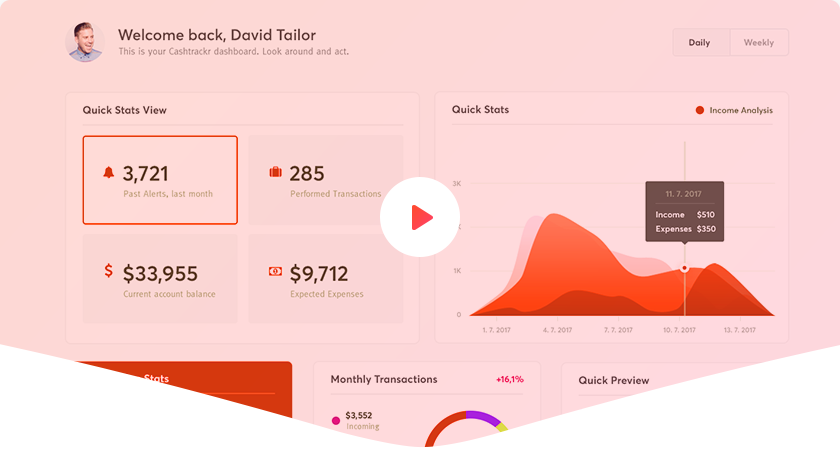 Welcome back, David Tailor
This is your Cashtrackr dashboard. Look around and act.
Daily
Weekly
Quick Stats View
3,721
Past Alerts, last month
285
Performed Transactions
$33,955
Current account balance
$9,712
Expected Expenses
Quick Stats
Income Analysis
3K
1K
0
11. 7. 2017
Income $510
Expenses $350
1. 7. 2017
4. 7. 2017
7. 7. 2017
10. 7. 2017
13. 7. 2017
Stats
Monthly Transactions
+16,1%
$3,552
Incoming
Quick Preview